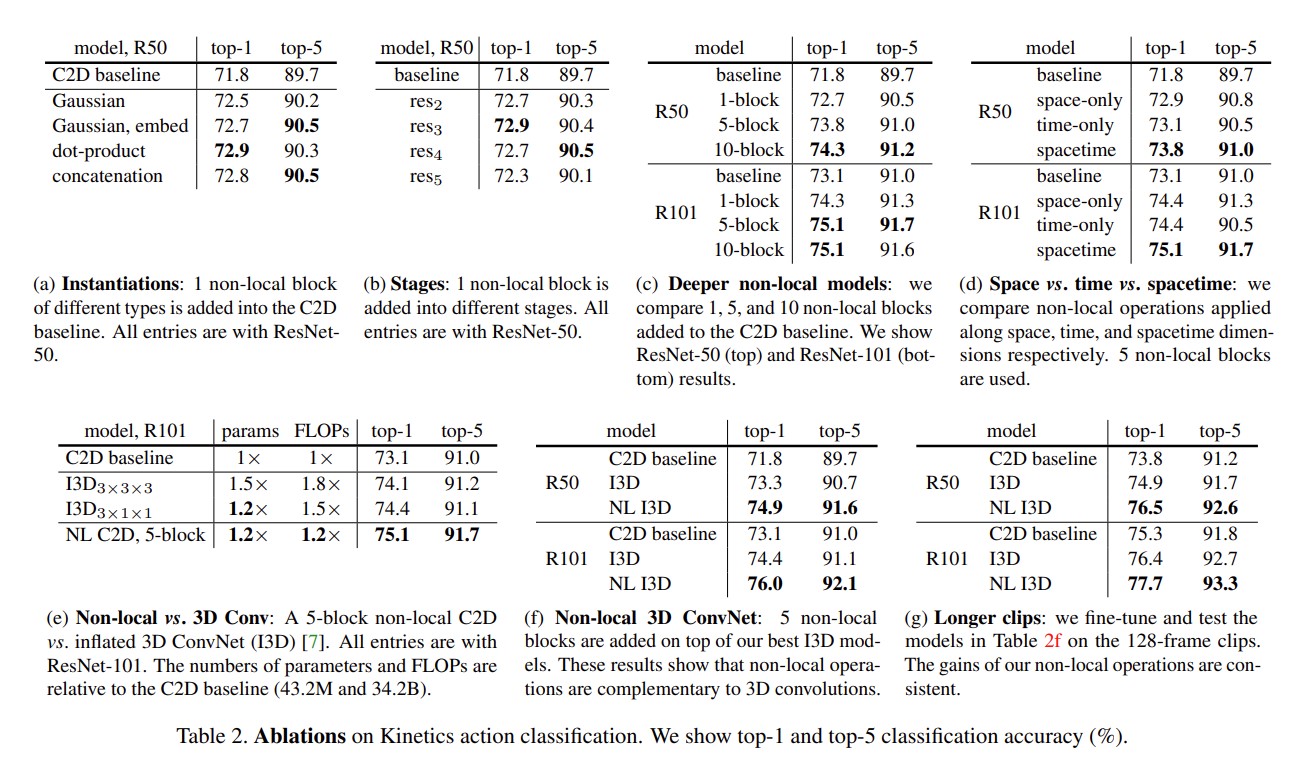 model, R50 top-1 top-5
C2D baseline 71.8 89.7
Gaussian 72.5 90.2
Gaussian, embed 72.7 90.5
dot-product 72.9 90.3
concatenation 72.8 90.5
(a) Instantiations: 1 non-local block
of different types is added into the C2D
baseline. All entries are with ResNet-
50.
model, R50 top-1 top-5
baseline 71.8 89.7
res2 72.7 90.3
res3 72.9 90.4
res4 72.7 90.5
res5 72.3 90.1
(b) Stages: 1 non-local block is
added into different stages. All
entries are with ResNet-50.
model top-1 top-5
baseline 71.8 89.7
R50 1-block 72.7 90.5
5-block 73.8 91.0
10-block 74.3 91.2
baseline 73.1 91.0
R101 1-block 74.3 91.3
5-block 75.1 91.7
10-block 75.1 91.6
(c) Deeper non-local models: we
compare 1, 5, and 10 non-local blocks
added to the C2D baseline. We show
ResNet-50 (top) and ResNet-101 (bot-
tom) results.
model top-1 top-5
baseline 71.8 89.7
R50 space-only 72.9 90.8
time-only 73.1 90.5
spacetime 73.8 91.0
baseline 73.1 91.0
R101 space-only 74.4 91.3
time-only 74.4 90.5
spacetime 75.1 91.7
(d) Space vs. time vs. spacetime: we
compare non-local operations applied
along space, time, and spacetime dimen-
sions respectively. 5 non-local blocks
are used.
model, R101 params FLOPs top-1 top-5
C2D baseline 1× 1× 73.1 91.0
I3D3×3×3 1.5× 1.8× 74.1 91.2
I3D3×1×1 1.2× 1.5× 74.4 91.1
NL C2D, 5-block 1.2× 1.2× 75.1 91.7
(e) Non-local vs. 3D Conv: A 5-block non-local C2D
vs. inflated 3D ConvNet (I3D) [7]. All entries are with
ResNet-101. The numbers of parameters and FLOPs are
relative to the C2D baseline (43.2M and 34.2B).
model top-1 top-5
C2D baseline 71.8 89.7
R50 I3D 73.3 90.7
NL I3D 74.9 91.6
C2D baseline 73.1 91.0
R101 I3D 74.4 91.1
NL I3D 76.0 92.1
(f) Non-local 3D ConvNet: 5 non-local
blocks are added on top of our best I3D mod-
els. These results show that non-local opera-
tions are complementary to 3D convolutions.
model top-1 top-5
C2D baseline 73.8 91.2
R50 I3D 74.9 91.7
NL I3D 76.5 92.6
C2D baseline 75.3 91.8
R101 I3D 76.4 92.7
NL I3D 77.7 93.3
(g) Longer clips: we fine-tune and test the
models in Table 2f on the 128-frame clips.
The gains of our non-local operations are con-
sistent.
Table 2. Ablations on Kinetics action classification. We show top-1 and top-5 classification accuracy (%).